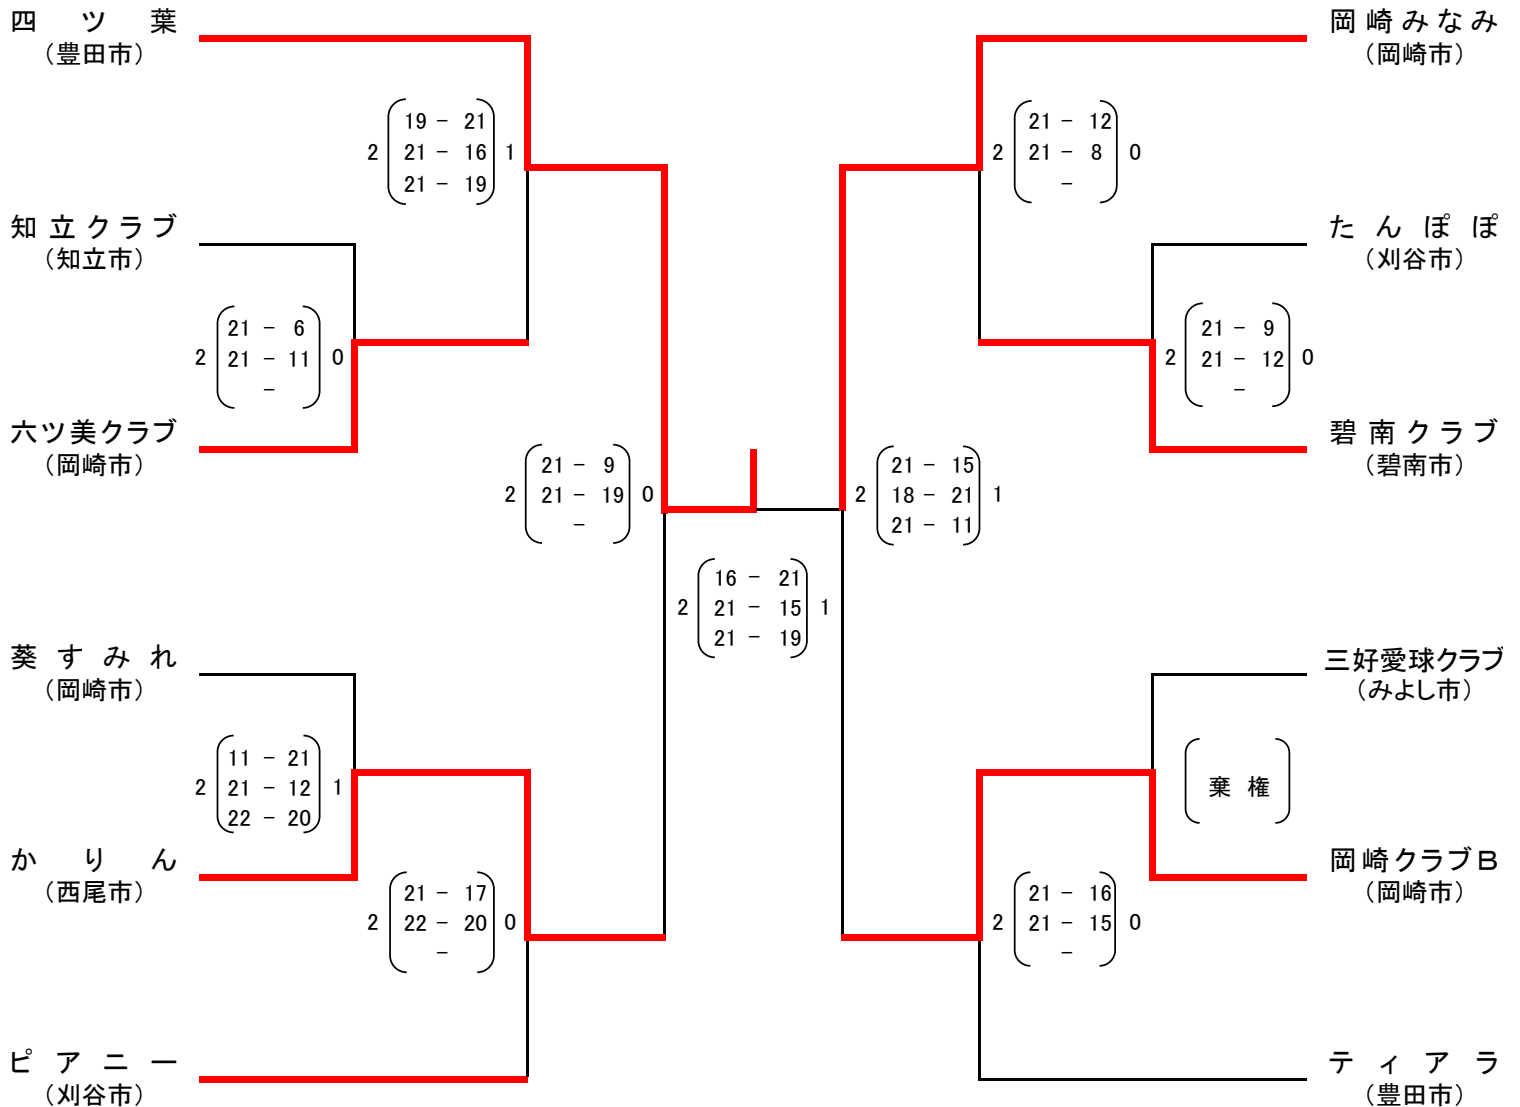 四ツ葉
（豊田市）
2 19 - 21 1
21 - 16
21 - 19
知立クラブ
（知立市）
2 21 - 6 0
21 - 11
-
六ツ美クラブ
（岡崎市）
2 21 - 9 0
21 - 19
-
葵すみれ
（岡崎市）
2 11 - 21 1
21 - 12
22 - 20
かりん
（西尾市）
2 21 - 17 0
22 - 20
-
ピアニー
（刈谷市）
2 16 - 21 1
21 - 15
21 - 19
岡崎みなみ
（岡崎市）
2 21 - 12 0
21 - 8
-
たんぽぽ
（刈谷市）
2 21 - 9 0
21 - 12
-
碧南クラブ
（碧南市）
2 21 - 15 1
18 - 21
21 - 11
三好愛球クラブ
（みよし市）
棄権
岡崎クラブＢ
（岡崎市）
2 21 - 16 0
21 - 15
-
ティアラ
（豊田市）